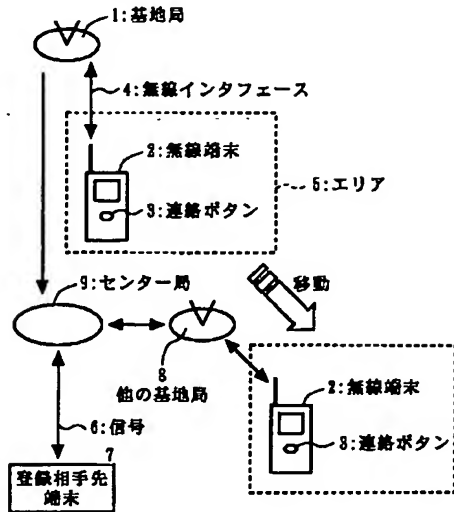 1:基地局
4:無線インタフェース
2:無線端末
3:連絡ボタン
5:エリア
9:センター局
移動
8
他の基地局
2:無線端末
3:連絡ボタン
6:信号
7
登録相手先
端末